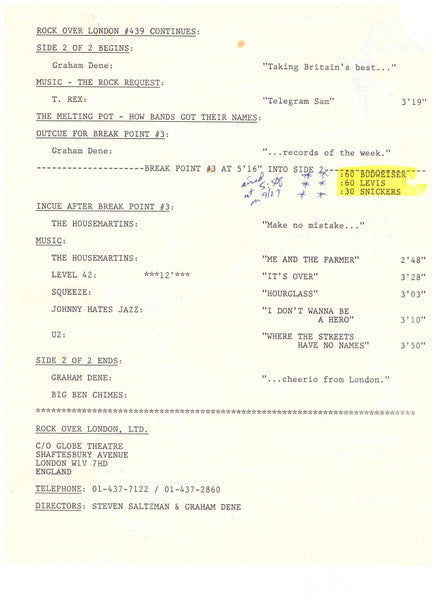 ROCK OVER LONDON #439 CONTINUES:
SIDE 2 OF 2 BEGINS:
Graham Dene: "Taking Britain's best..."
MUSIC - THE ROCK REQUEST:
T. REX: "Telegram Sam" 3'19"
THE MELTING POT - HOW BANDS GOT THEIR NAMES:
OUTCUE FOR BREAK POINT #3:
Graham Dene: "...records of the week."
--------------------BREAK POINT #3 AT 5'16" INTO SIDE 2--------------------
aired * * :60 BUDWEISER
at * * :60 LEVIS
9/27 * * :30 SNICKERS
INCUE AFTER BREAK POINT #3:
THE HOUSEMARTINS: "Make no mistake..."
MUSIC:
THE HOUSEMARTINS: "ME AND THE FARMER" 2'48"
LEVEL 42: ***12'*** "IT'S OVER" 3'28"
SQUEEZE: "HOURGLASS" 3'03"
JOHNNY HATES JAZZ: "I DON'T WANNA BE
A HERO" 3'10"
U2: "WHERE THE STREETS
HAVE NO NAMES" 3'50"
SIDE 2 OF 2 ENDS:
GRAHAM DENE: "...cheerio from London."
BIG BEN CHIMES:
********************************************************************************
ROCK OVER LONDON, LTD.
C/O GLOBE THEATRE
SHAFTESBURY AVENUE
LONDON W1V 7HD
ENGLAND
TELEPHONE: 01-437-7122 / 01-437-2860
DIRECTORS: STEVEN SALTZMAN & GRAHAM DENE